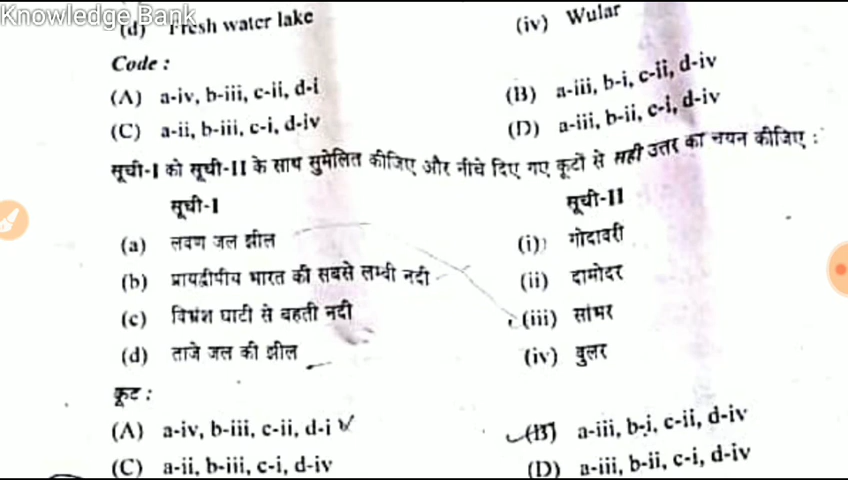 Knowledge Bank
(d) Fresh water lake (iv) Wular
Code :
(A) a-iv, b-iii, c-ii, d-i (B) a-iii, b-i, c-ii, d-iv
(C) a-ii, b-iii, c-i, d-iv (D) a-iii, b-ii, c-i, d-iv
सूची-I को सूची-II के साथ सुमेलित कीजिए और नीचे दिए गए कूटों से सही उत्तर का चयन कीजिए :
सूची-I सूची-II
(a) लवण जल झील (i) गोदावरी
(b) प्रायद्वीपीय भारत की सबसे लम्बी नदी (ii) दामोदर
(c) विभ्रंश घाटी से बहती नदी (iii) सांभर
(d) ताजे जल की झील (iv) वुलर
कूट :
(A) a-iv, b-iii, c-ii, d-i (B) a-iii, b-i, c-ii, d-iv
(C) a-ii, b-iii, c-i, d-iv (D) a-iii, b-ii, c-i, d-iv